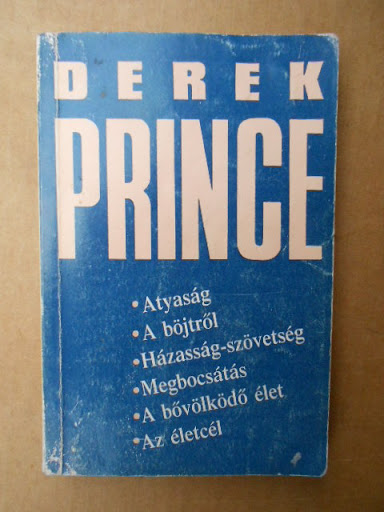 DEREK
PRINCE
• Atyaság
• A böjtről
• Házasság-szövetség
• Megbocsátás
• A bővölködő élet
• Az életcél